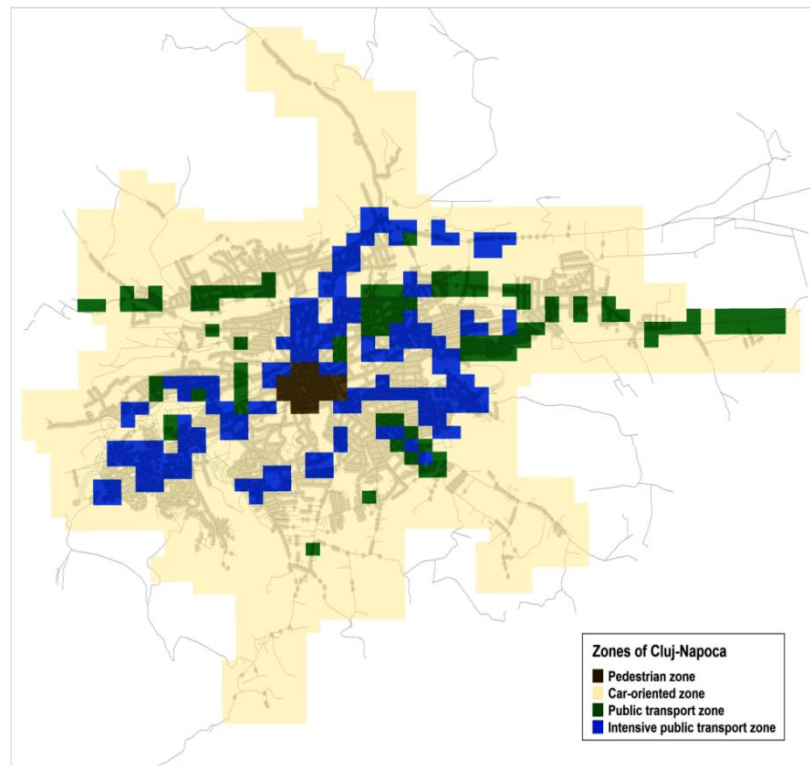 Zones of Cluj-Napoca
Pedestrian zone
Car-oriented zone
Public transport zone
Intensive public transport zone